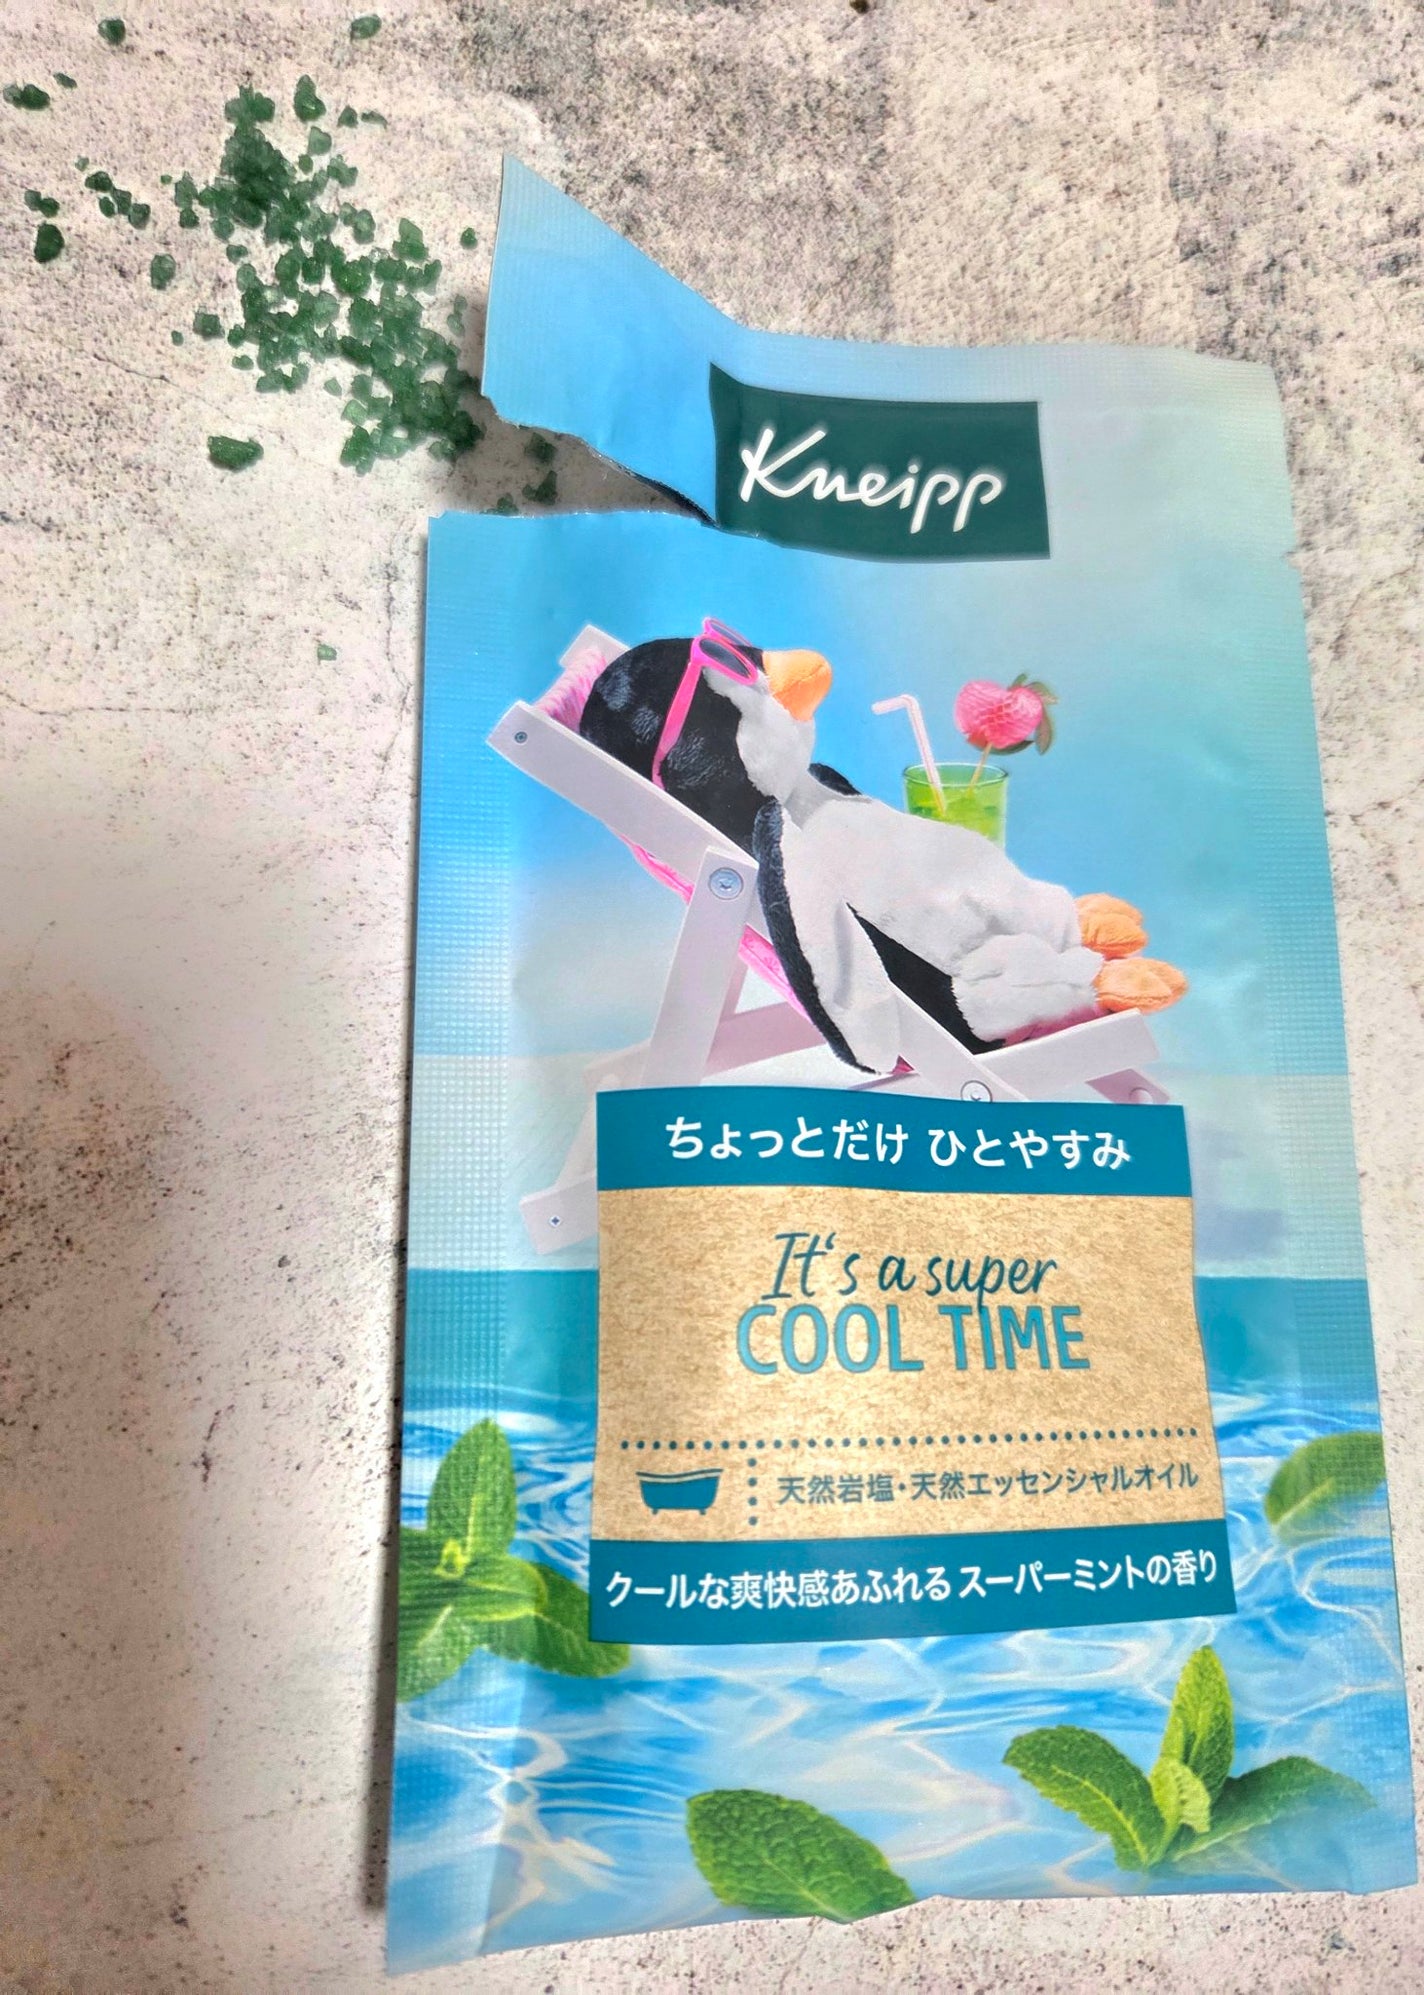 Kneipp
ちょっとだけ ひとやすみ
It's a super
COOL TIME
天然岩塩・天然エッセンシャルオイル
クールな爽快感あふれる スーパーミントの香り